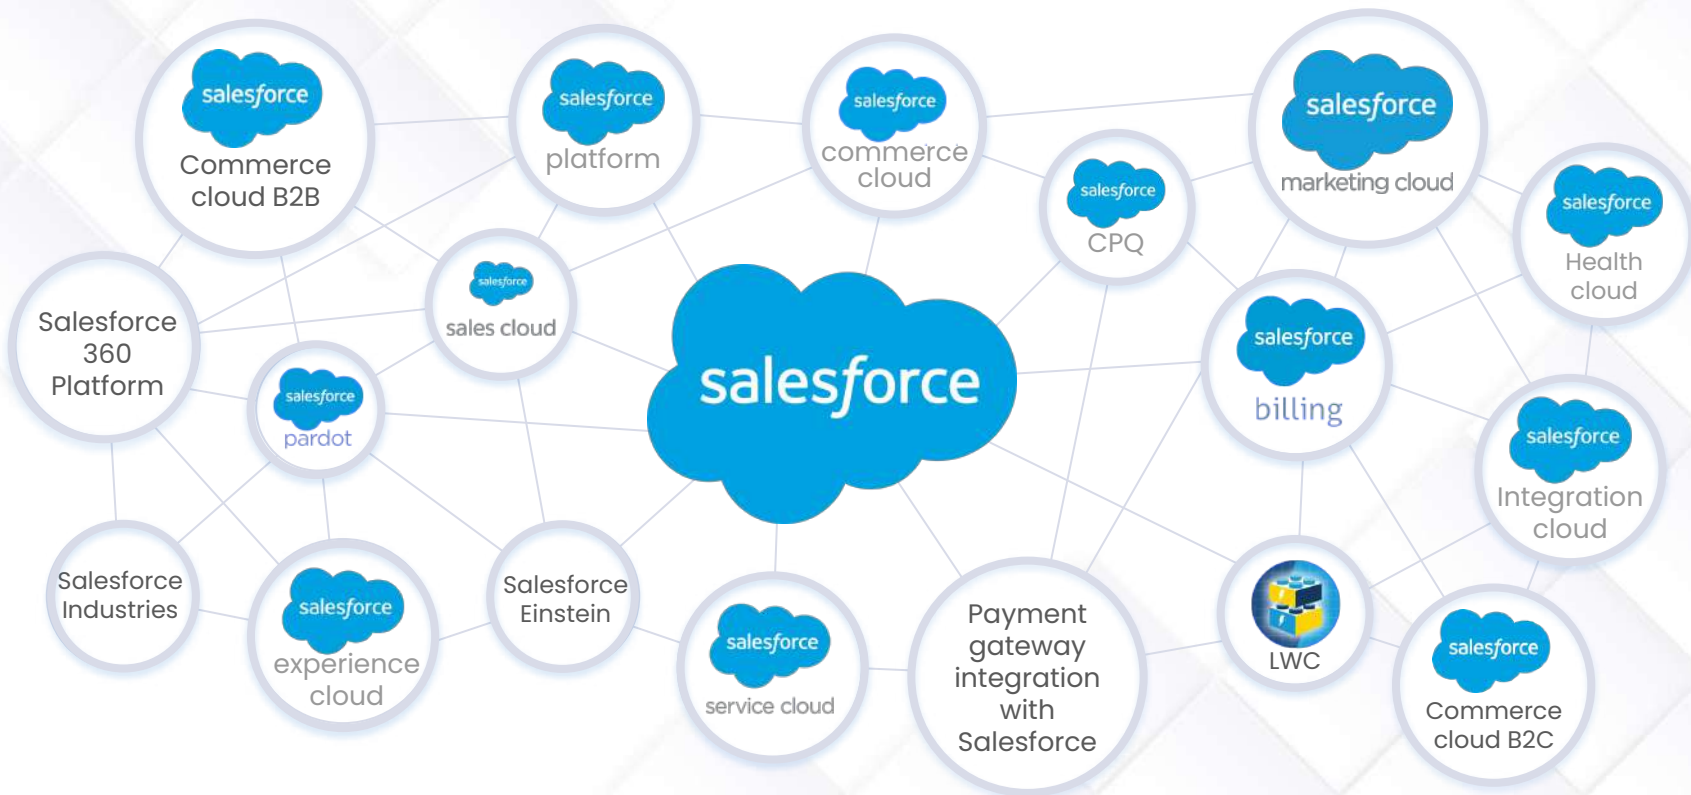 salesforce
Commerce
cloud B2B
salesforce
platform
salesforce
commerce
cloud
salesforce
marketing cloud
salesforce
CPQ
salesforce
Health
cloud
salesforce
sales cloud
Salesforce
360
Platform
salesforce
pardot
salesforce
salesforce
billing
salesforce
Integration
cloud
Salesforce
Industries
salesforce
experience
cloud
Salesforce
Einstein
salesforce
service cloud
Payment
gateway
integration
with
Salesforce
LWC
salesforce
Commerce
cloud B2C